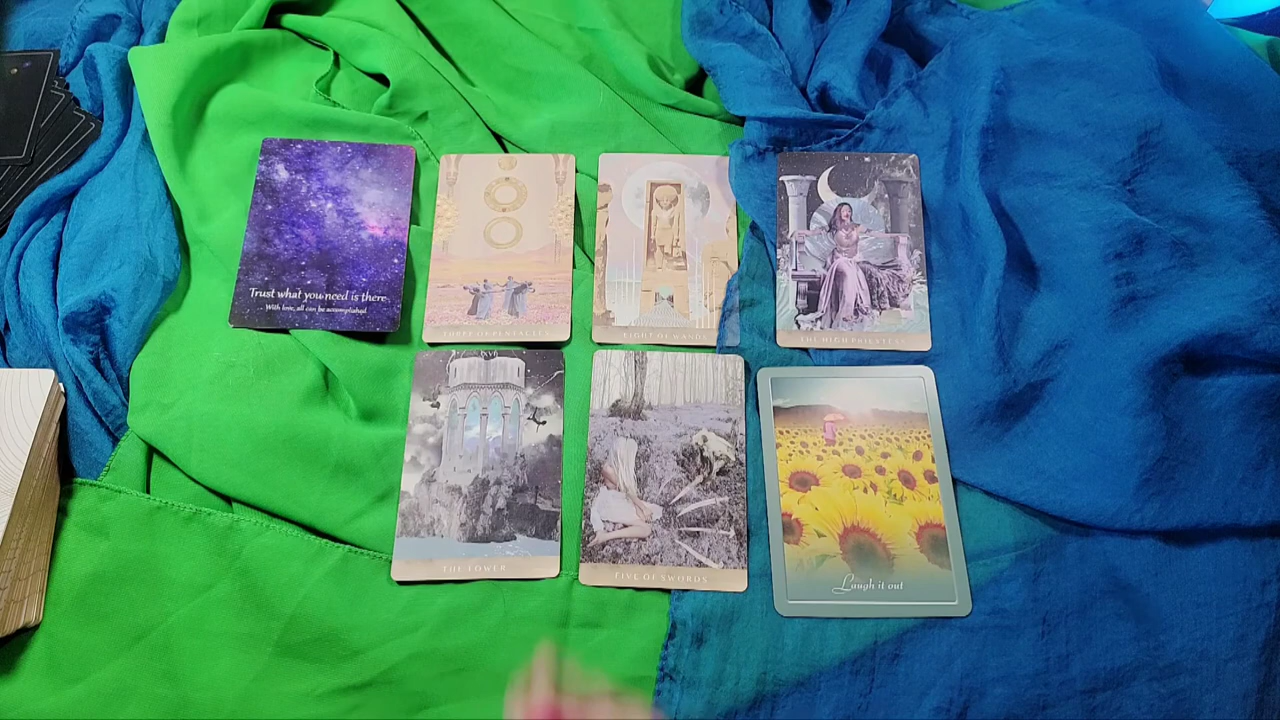 Trust what you need is there
With love, all can be accomplished
THREE OF PENTACLES
EIGHT OF WANDS
II
THE HIGH PRIESTESS
THE TOWER
FIVE OF SWORDS
Laugh it out